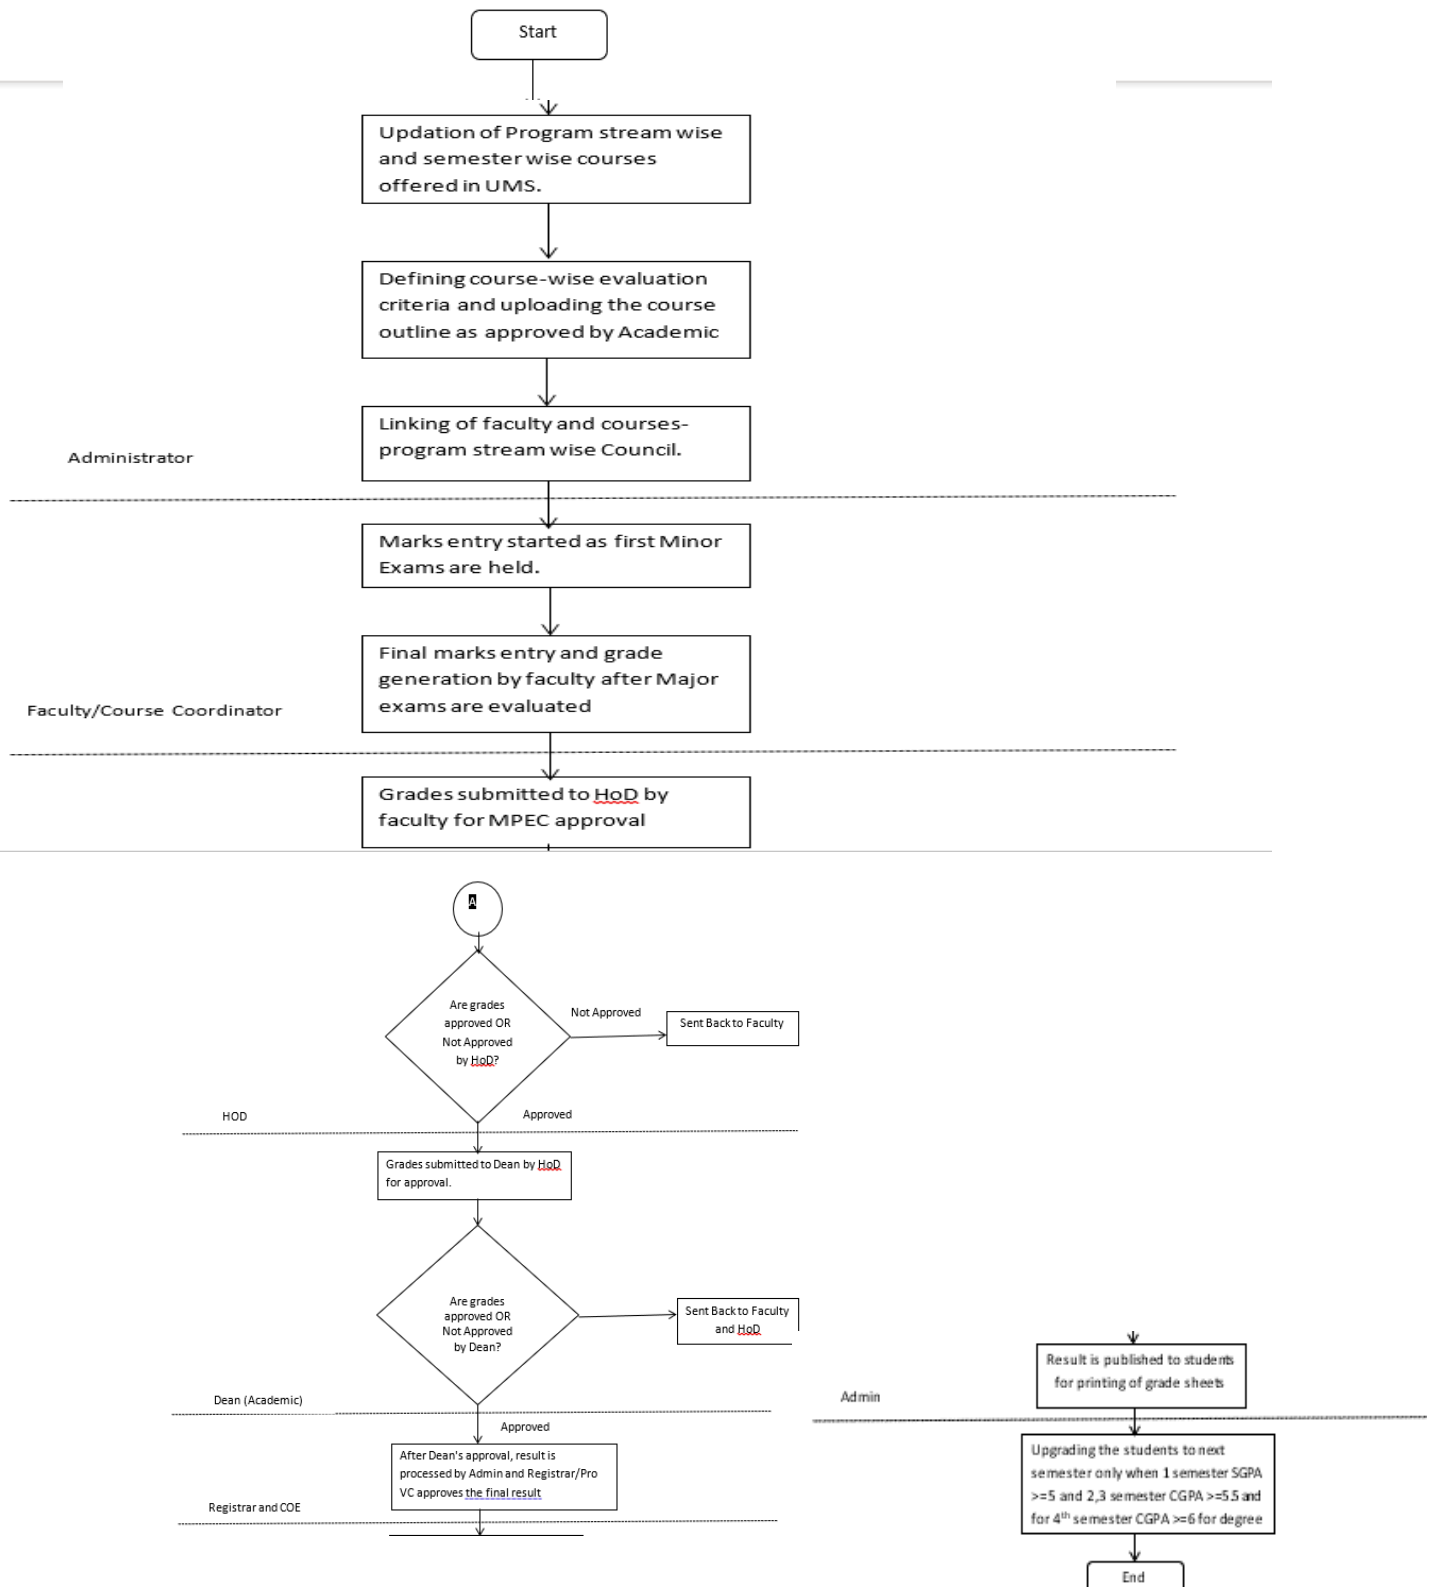 Start
Updation of Program stream wise
and semester wise courses
offered in UMS.
Defining course-wise evaluation
criteria and uploading the course
outline as approved by Academic
Linking of faculty and courses-
program stream wise Council.
Administrator
Marks entry started as first Minor
Exams are held.
Final marks entry and grade
generation by faculty after Major
exams are evaluated
Faculty/Course Coordinator
Grades submitted to HoD by
faculty for MPEC approval
A
Are grades
approved OR
Not Approved
by HoD?
Not Approved
Sent Back to Faculty
HOD
Approved
Grades submitted to Dean by HoD
for approval.
Are grades
approved OR
Not Approved
by Dean?
Sent Back to Faculty
and HoD
Dean (Academic)
Approved
After Dean's approval, result is
processed by Admin and Registrar/Pro
VC approves the final result
Registrar and COE
Result is published to students
for printing of grade sheets
Admin
Upgrading the students to next
semester only when 1 semester SGPA
>=5 and 2,3 semester CGPA >=5.5 and
for 4th semester CGPA >=6 for degree
End